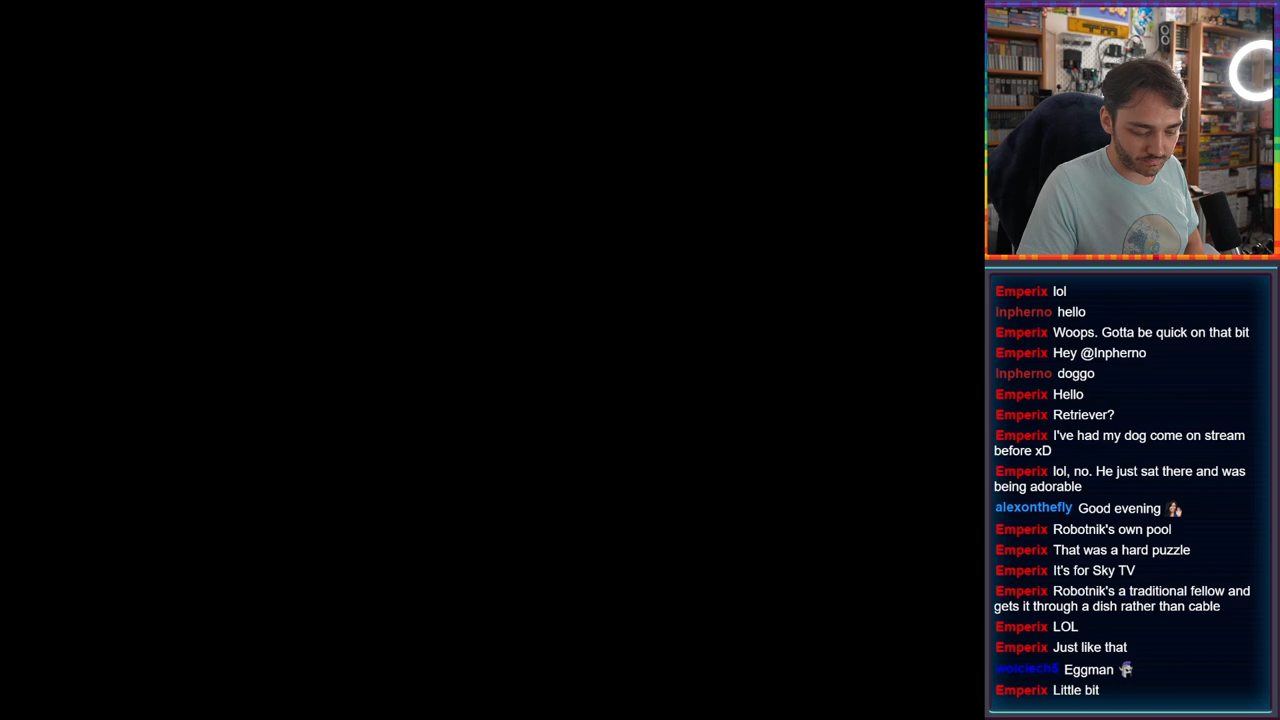 Emperix lol
Inpherno hello
Emperix Woops. Gotta be quick on that bit
Emperix Hey @Inpherno
Inpherno doggo
Emperix Hello
Emperix Retriever?
Emperix I've had my dog come on stream
before xD
Emperix lol, no. He just sat there and was
being adorable
alexonthefly Good evening
Emperix Robotnik's own pool
Emperix That was a hard puzzle
Emperix It's for Sky TV
Emperix Robotnik's a traditional fellow and
gets it through a dish rather than cable
Emperix LOL
Emperix Just like that
woiciech5 Eggman
Emperix Little bit